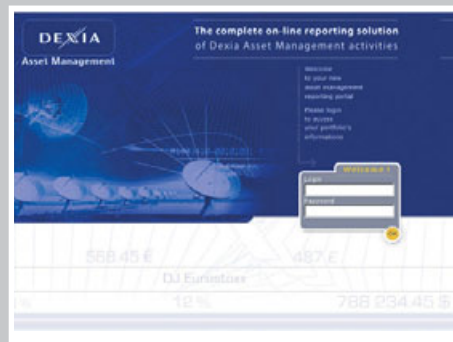 DEXIA
Asset Management
The complete on-line reporting solution
of Dexia Asset Management activities
Welcome
to your new
asset management
reporting portal
Please login
to access
your portfolio's
informations
Welcome !
Login
Password
OK
568.45 €
487 £
DJ Eurostoxx
12 %
788 234.45 $